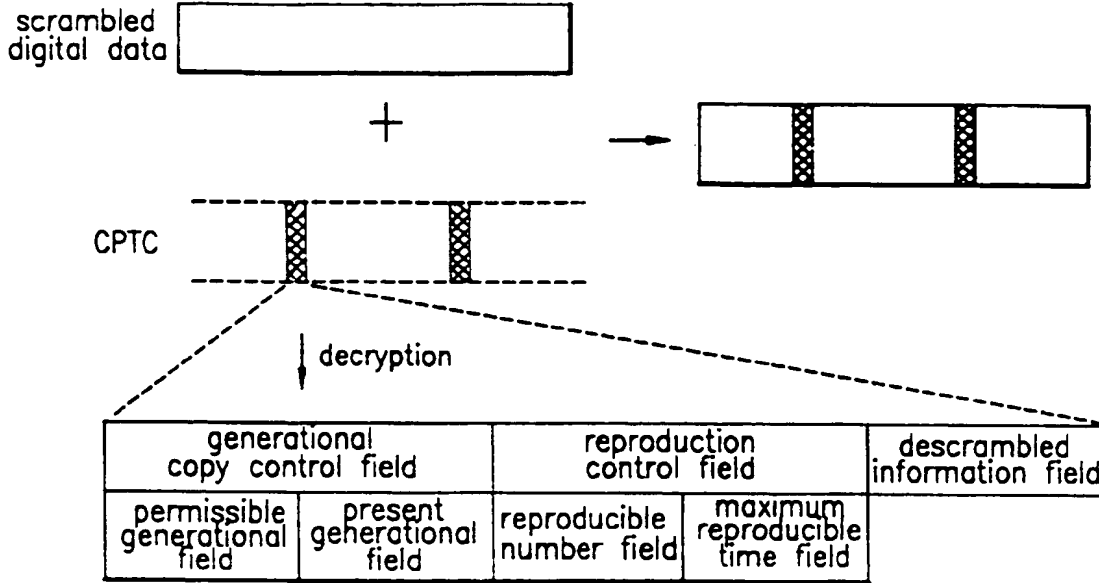 scrambled
digital data
+
CPTC
decryption
generational
copy control field
reproduction
control field
descrambled
information field
permissible
generational
field
present
generational
field
reproducible
number field
maximum
reproducible
time field